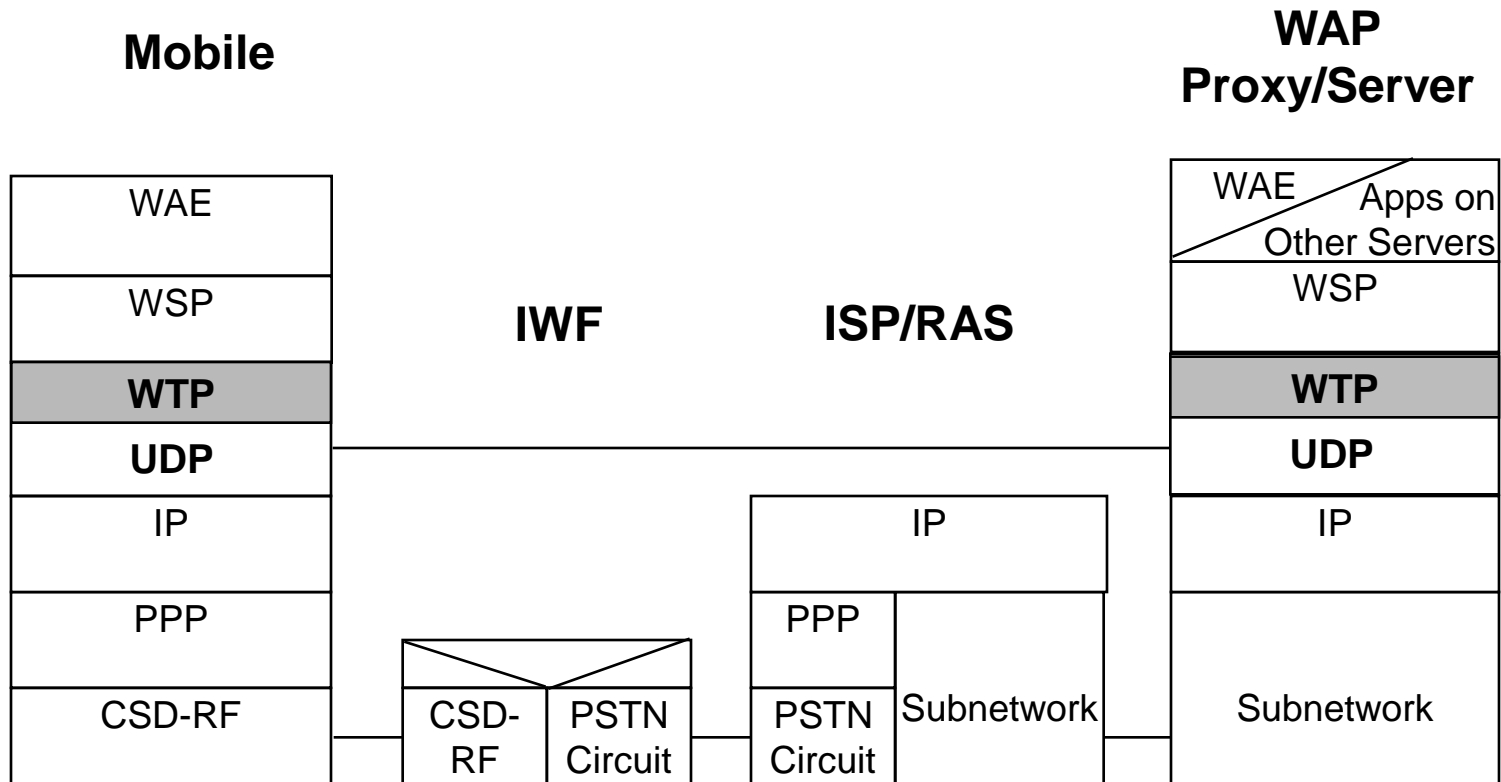 Mobile
WAP
Proxy/Server
WAE
WSP
WTP
UDP
IP
PPP
CSD-RF
IWF
CSD-
RF
PSTN
Circuit
ISP/RAS
IP
PPP
PSTN
Circuit
Subnetwork
WAE
Apps on
Other Servers
WSP
WTP
UDP
IP
Subnetwork